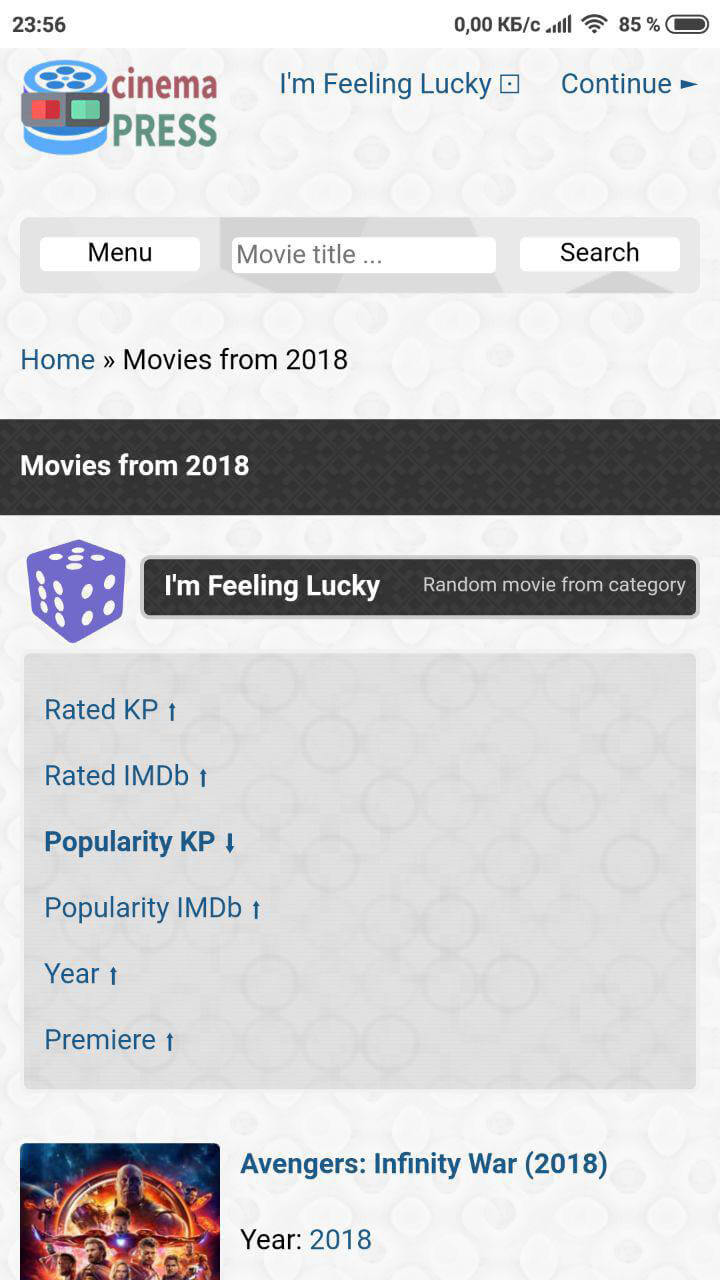 23:56 0,00 КБ/с 85 %
cinema
PRESS
I'm Feeling Lucky ⚀ Continue ►
Menu Movie title ... Search
Home » Movies from 2018
Movies from 2018
I'm Feeling Lucky Random movie from category
Rated KP ↑
Rated IMDb ↑
Popularity KP ↓
Popularity IMDb ↑
Year ↑
Premiere ↑
Avengers: Infinity War (2018)
Year: 2018